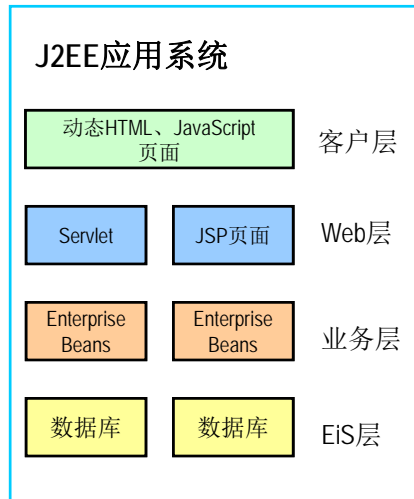 J2EE应用系统
动态HTML、JavaScript
页面
客户层
Servlet
JSP页面
Web层
Enterprise
Beans
Enterprise
Beans
业务层
数据库
数据库
EiS层